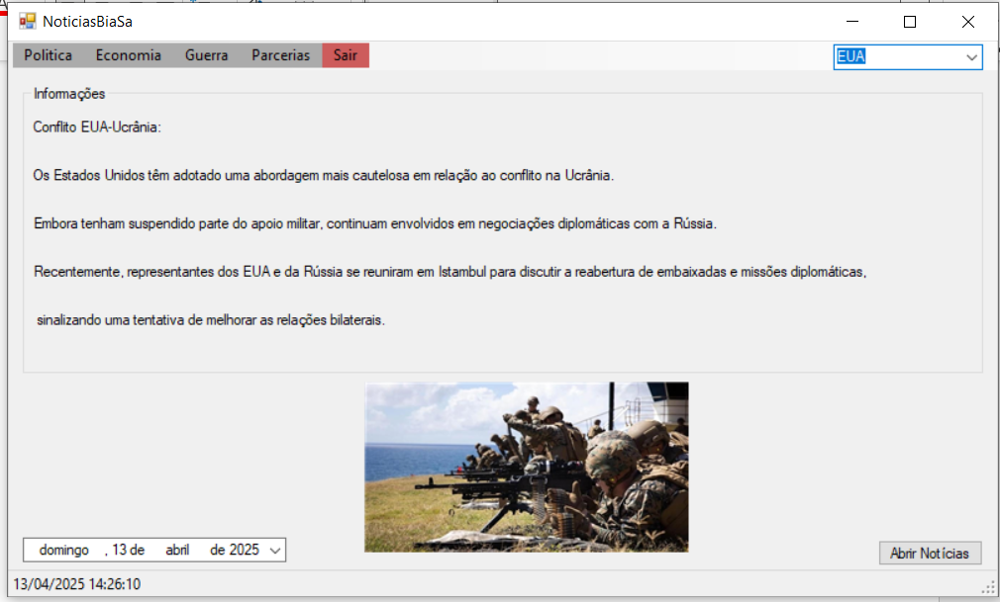 NoticiasBiaSa
Politica Economia Guerra Parcerias Sair EUA
Informações
Conflito EUA-Ucrânia:
Os Estados Unidos têm adotado uma abordagem mais cautelosa em relação ao conflito na Ucrânia.
Embora tenham suspendido parte do apoio militar, continuam envolvidos em negociações diplomáticas com a Rússia.
Recentemente, representantes dos EUA e da Rússia se reuniram em Istambul para discutir a reabertura de embaixadas e missões diplomáticas,
sinalizando uma tentativa de melhorar as relações bilaterais.
domingo , 13 de abril de 2025
Abrir Notícias
13/04/2025 14:26:10